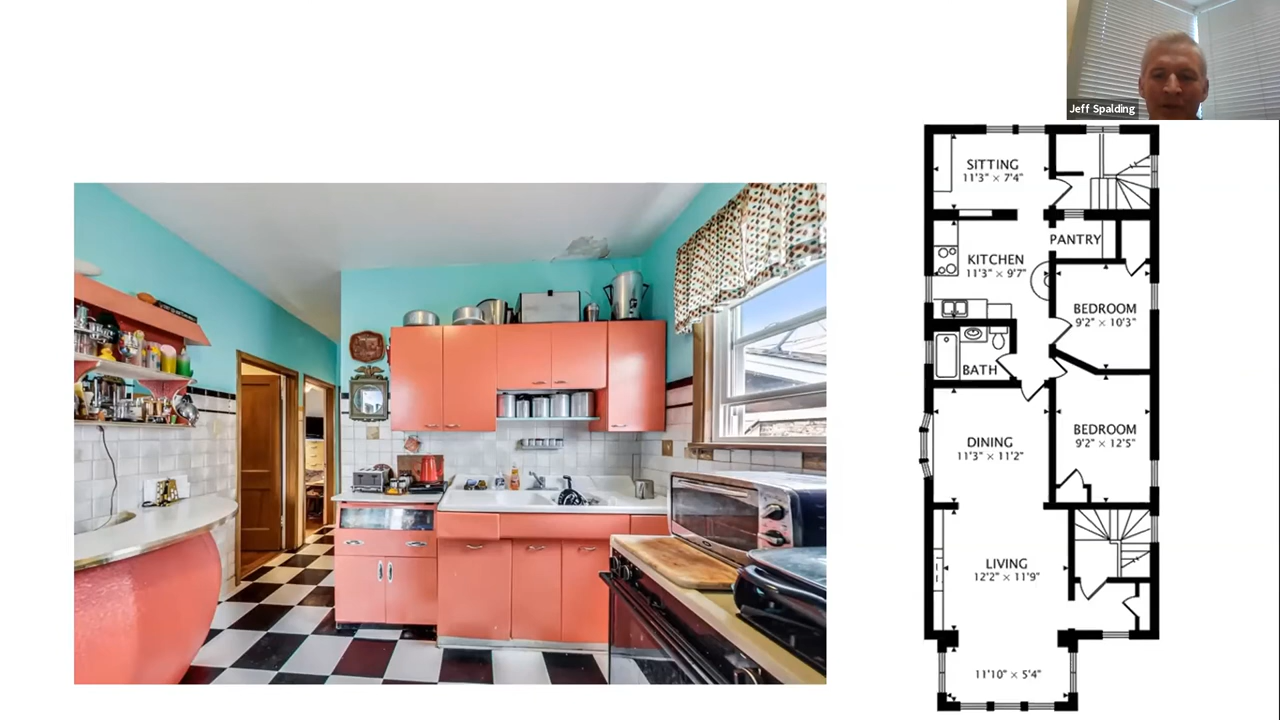 Jeff Spalding
SITTING
11'3" × 7'4"
PANTRY
KITCHEN
11'3" × 9'7"
BEDROOM
9'2" × 10'3"
BATH
DINING
11'3" × 11'2"
BEDROOM
9'2" × 12'5"
LIVING
12'2" × 11'9"
11'10" × 5'4"